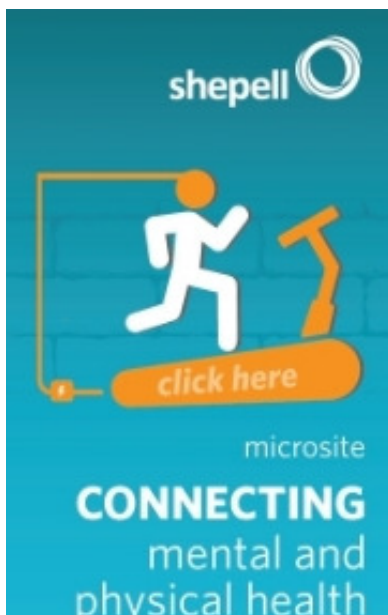 shepell
click here
microsite
CONNECTING
mental and
physical health